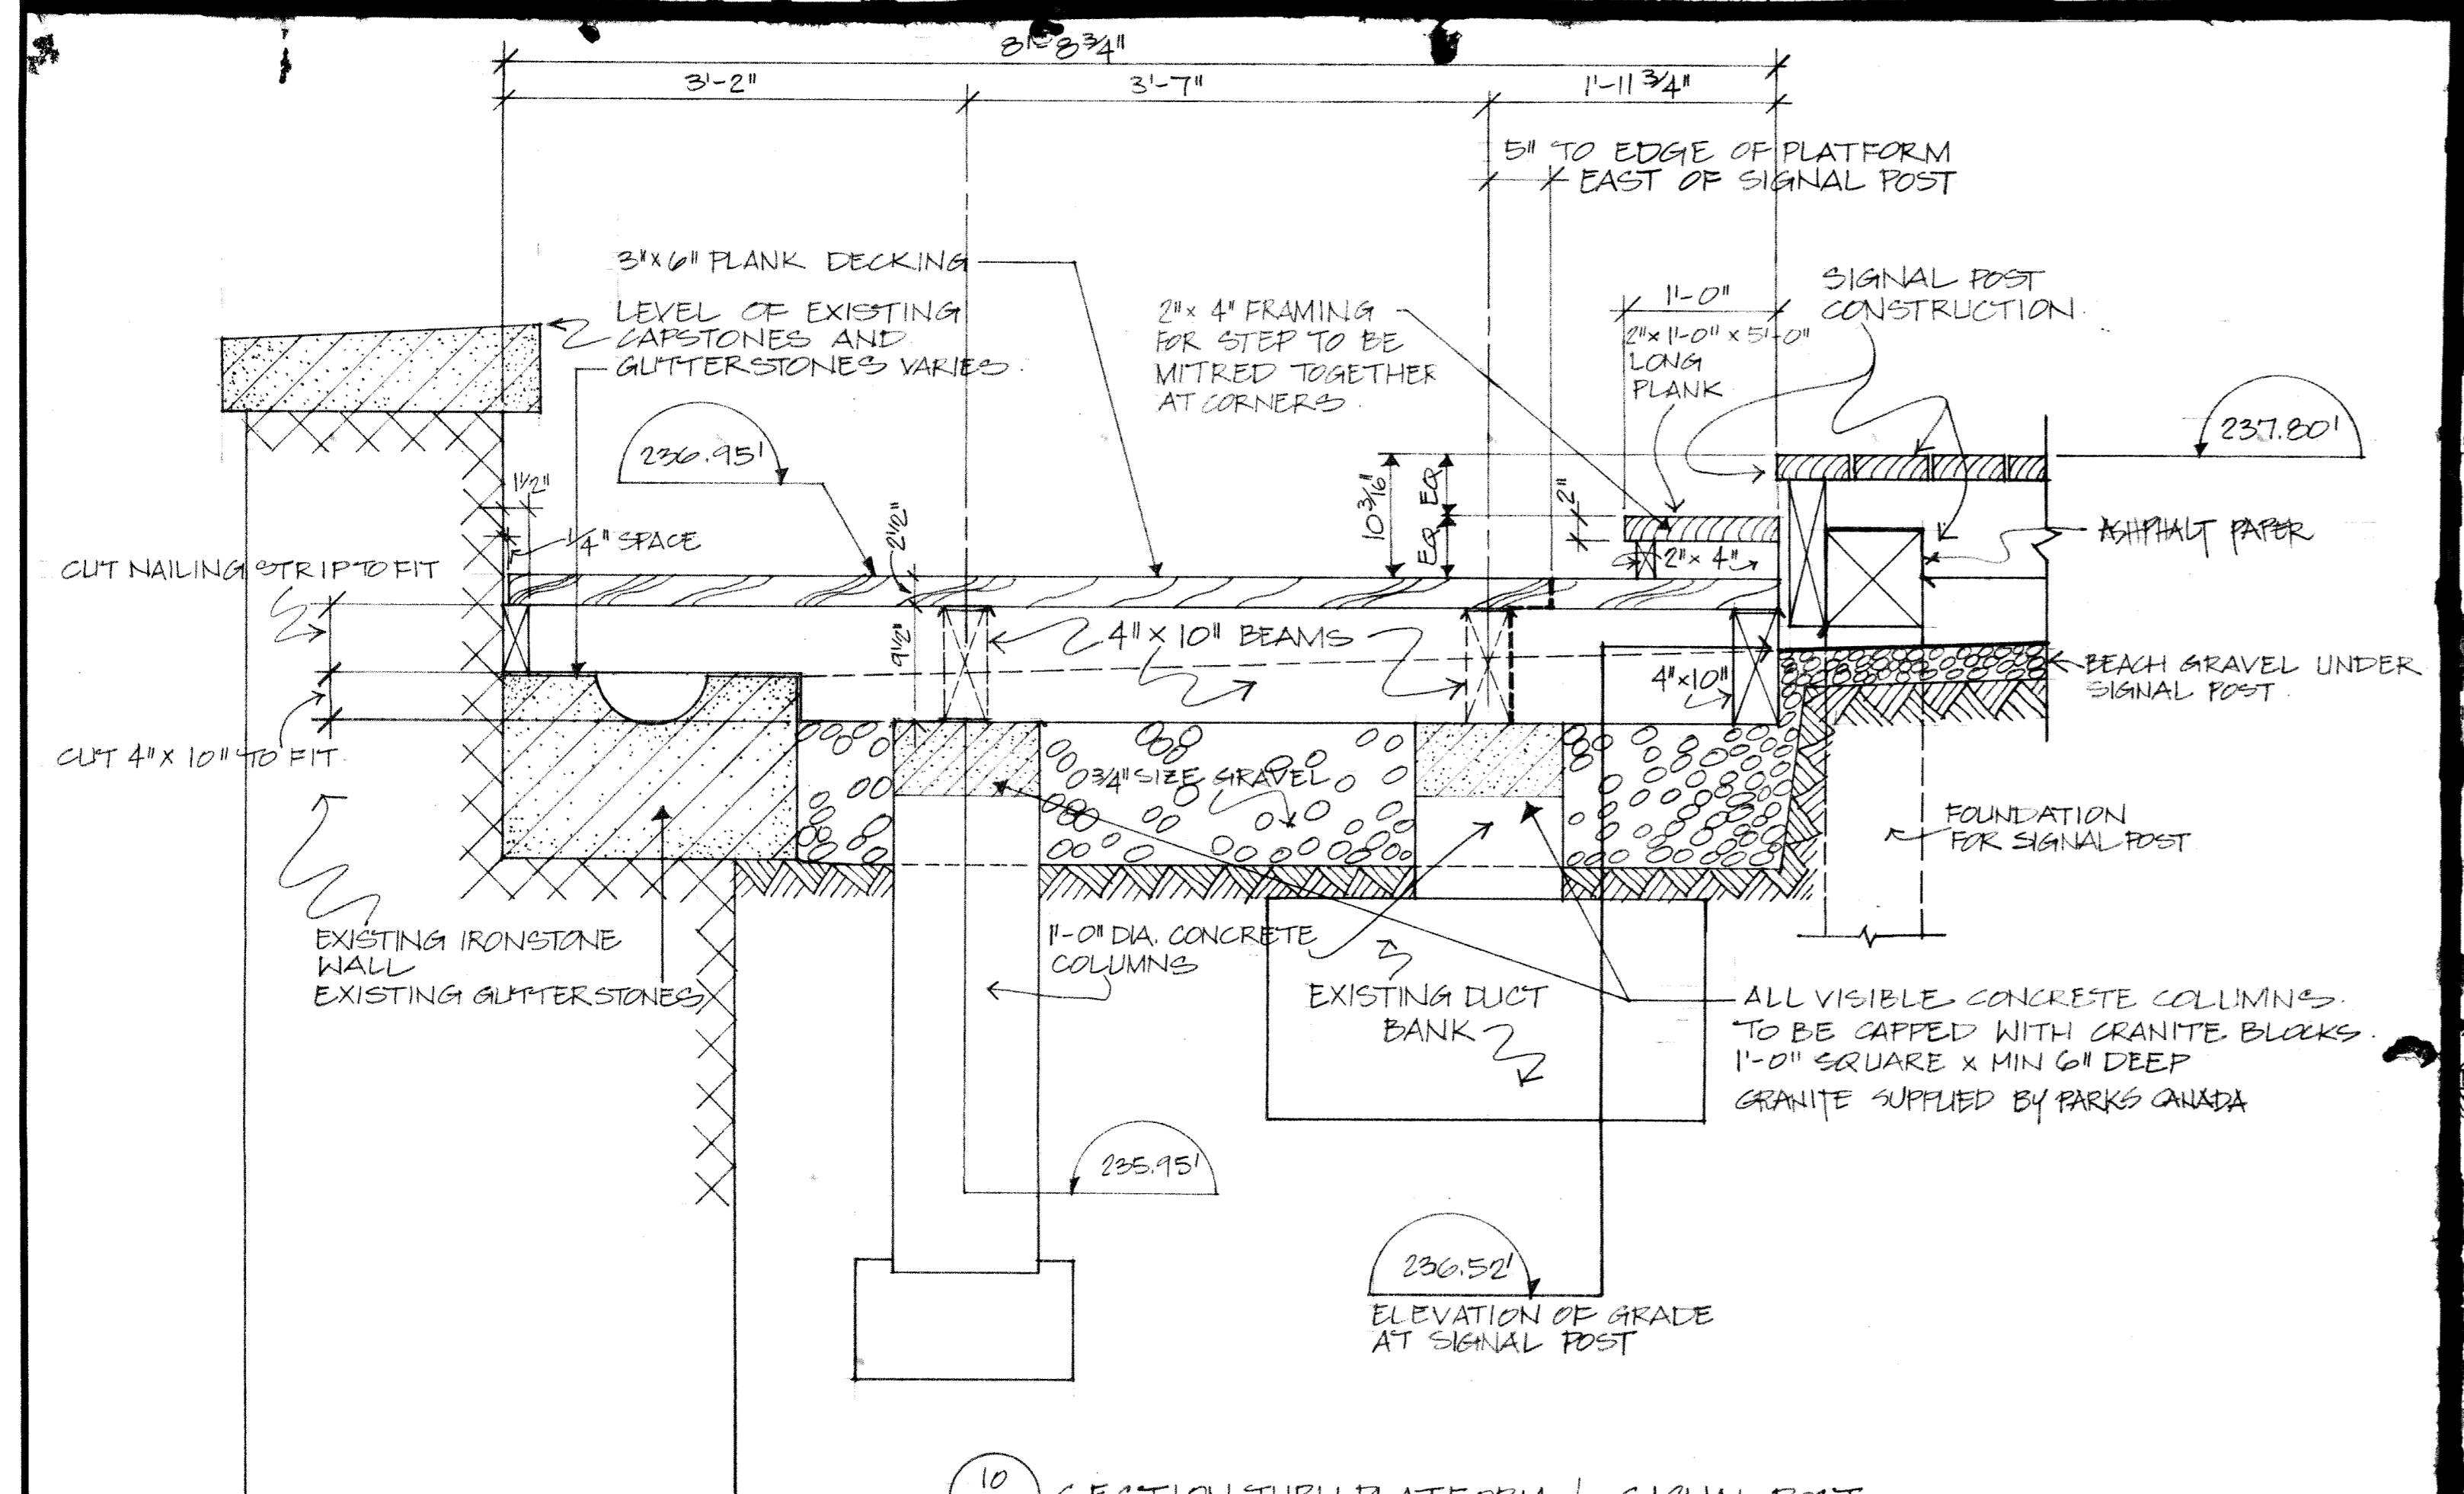 8'-8 3/4"
3'-2"
3'-7"
1'-11 3/4"
5" TO EDGE OF PLATFORM
EAST OF SIGNAL POST
3"x6" PLANK DECKING
LEVEL OF EXISTING
CAPSTONES AND
GUTTERSTONES VARIES.
2"x 4" FRAMING
FOR STEP TO BE
MITRED TOGETHER
AT CORNERS.
1'-0"
2"x 1'-0" x 5'-0"
LONG
PLANK
SIGNAL POST
CONSTRUCTION.
236.95'
237.80'
1 1/2"
1/4" SPACE
2 1/2"
10 3/16"
EQ
EQ
2"
2"x 4"
ASHPHALT PAPER
CUT NAILING STRIP TO FIT
9 1/2"
4"x 10" BEAMS
4"x10"
BEACH GRAVEL UNDER
SIGNAL POST.
CUT 4"x 10" TO FIT.
3/4" SIZE GRAVEL
FOUNDATION
FOR SIGNAL POST
EXISTING IRONSTONE
WALL
EXISTING GUTTERSTONES
1'-0" DIA. CONCRETE
COLUMNS
EXISTING DUCT
BANK
ALL VISIBLE CONCRETE COLUMNS.
TO BE CAPPED WITH GRANITE BLOCKS.
1'-0" SQUARE x MIN 6" DEEP
GRANITE SUPPLIED BY PARKS CANADA
235.95'
236.52'
ELEVATION OF GRADE
AT SIGNAL POST
10
SECTION THRU PLATFORM / SIGNAL POST